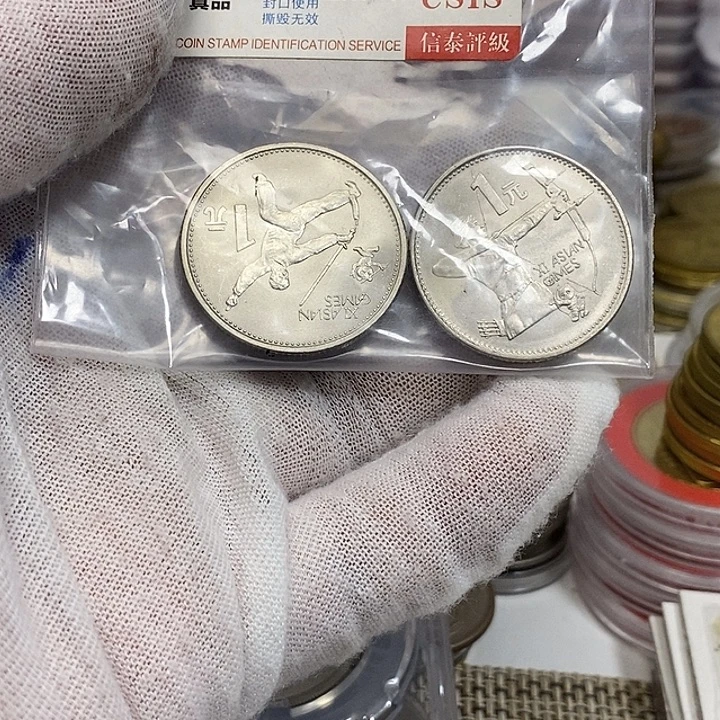 真品
封口使用
撕毁无效
CSIS
COIN STAMP IDENTIFICATION SERVICE
信泰評級
1元
XI ASIAN
GAMES
1元
XI ASIAN
GAMES